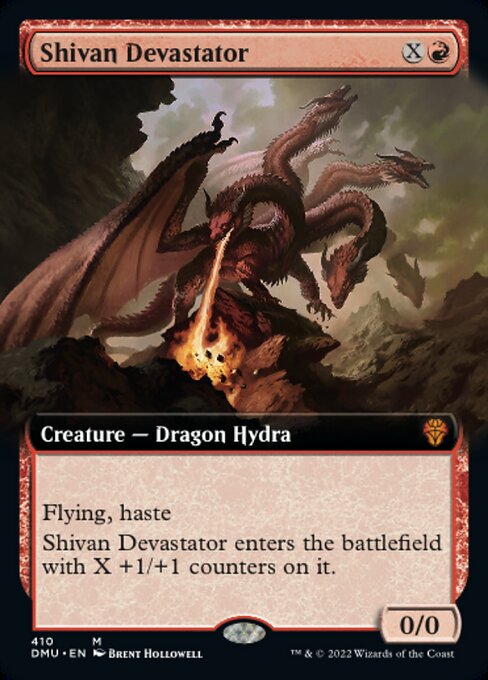 Shivan Devastator X
Creature — Dragon Hydra
Flying, haste
Shivan Devastator enters the battlefield
with X +1/+1 counters on it.
0/0
410 M
DMU • EN Brent Hollowell
™ & © 2022 Wizards of the Coast